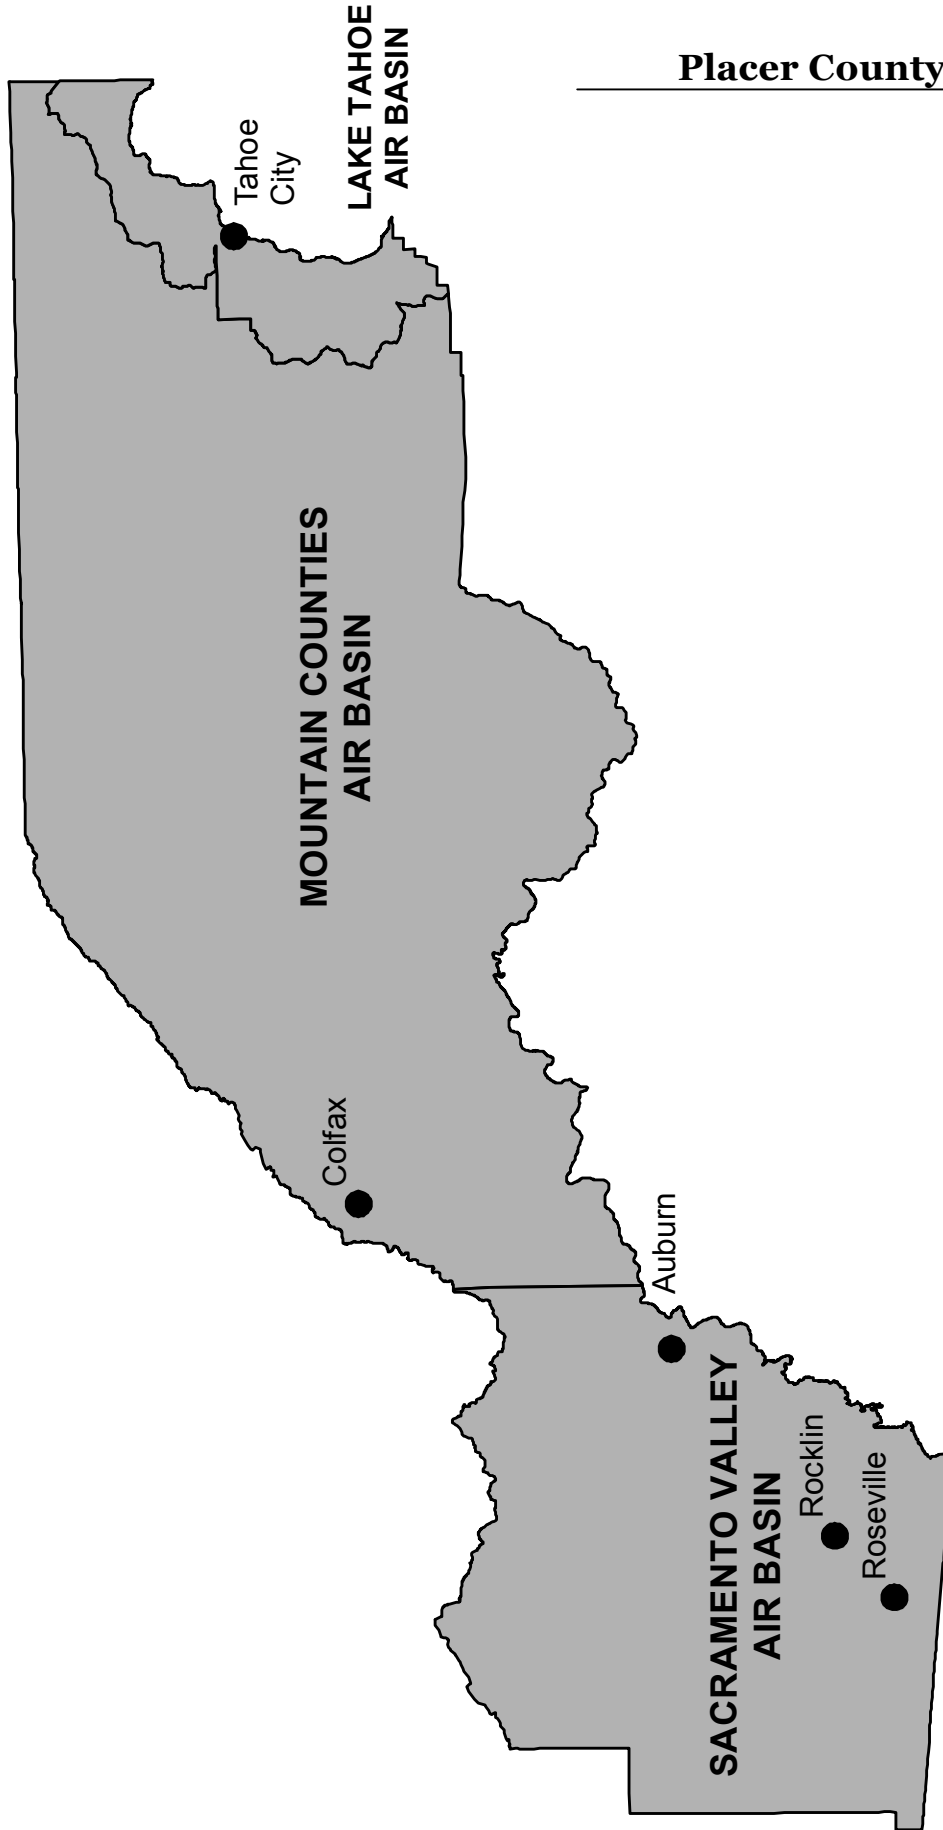 Placer County
LAKE TAHOE
AIR BASIN
Tahoe
City
MOUNTAIN COUNTIES
AIR BASIN
Colfax
Auburn
SACRAMENTO VALLEY
AIR BASIN
Rocklin
Roseville